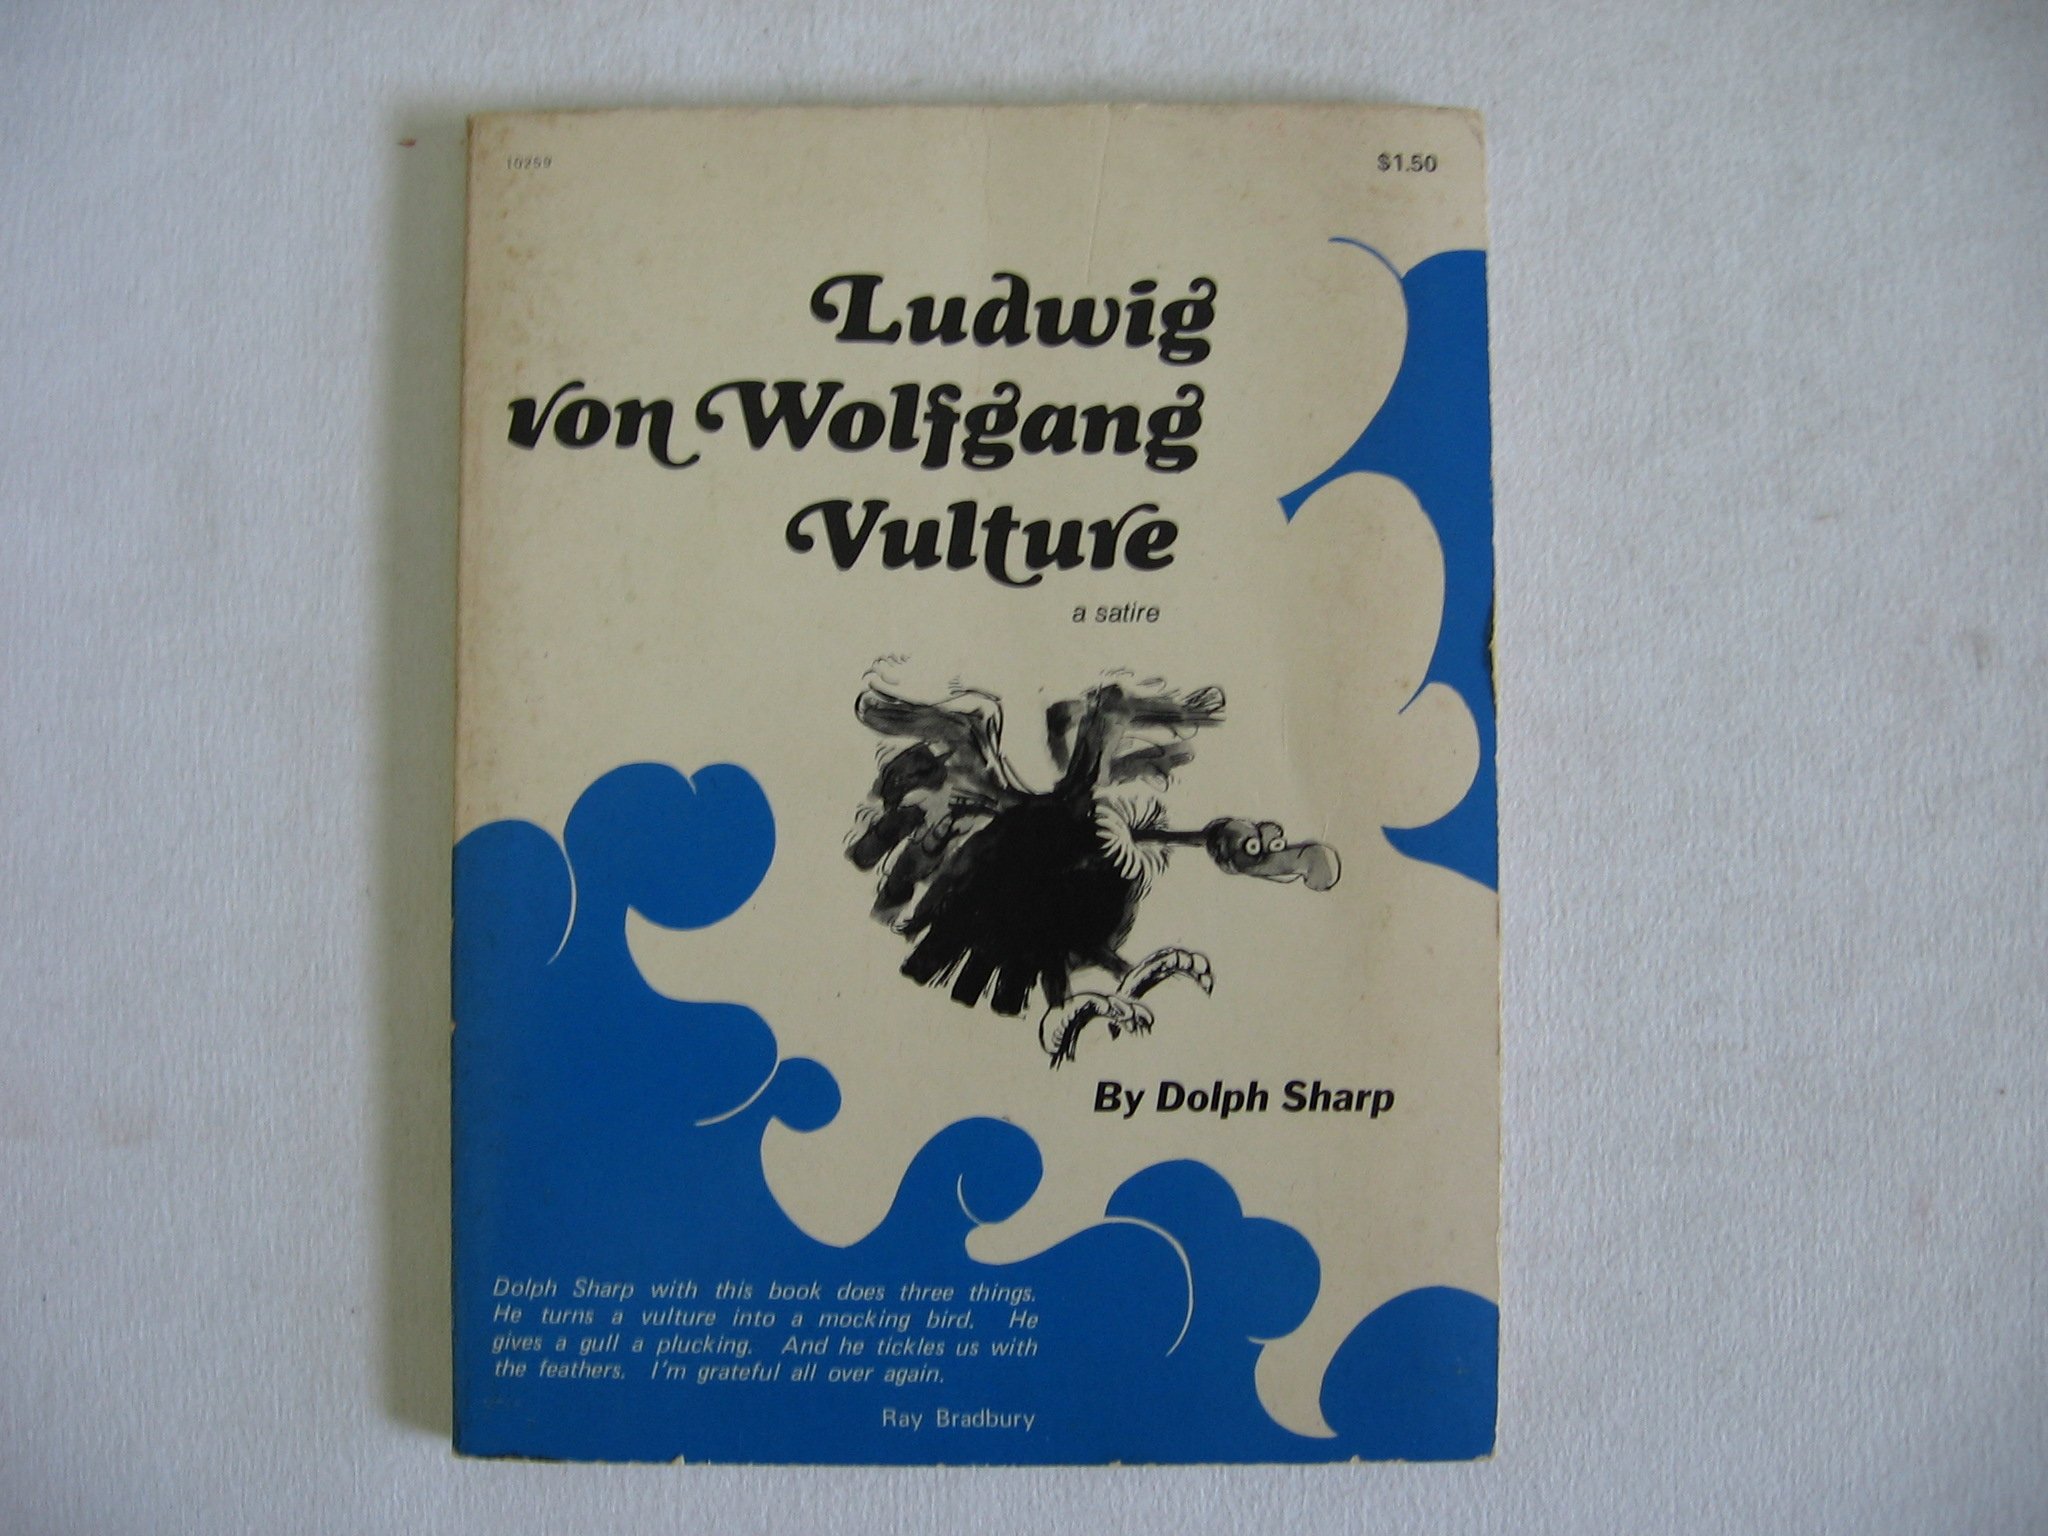 10259
$1.50
Ludwig
von Wolfgang
Vulture
a satire
By Dolph Sharp
Dolph Sharp with this book does three things.
He turns a vulture into a mocking bird. He
gives a gull a plucking. And he tickles us with
the feathers. I'm grateful all over again.
Ray Bradbury